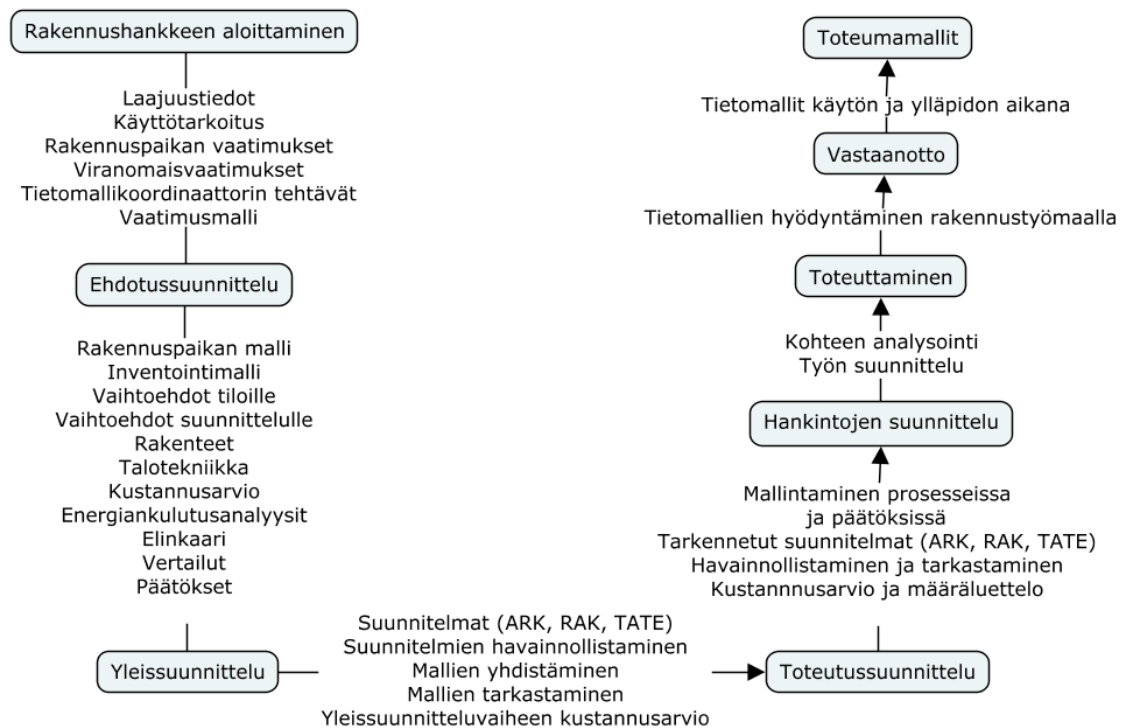 Rakennushankkeen aloittaminen
Laajuustiedot
Käyttötarkoitus
Rakennuspaikan vaatimukset
Viranomaisvaatimukset
Tietomallikoordinaattorin tehtävät
Vaatimusmalli
Ehdotussuunnittelu
Rakennuspaikan malli
Inventointimalli
Vaihtoehdot tiloille
Vaihtoehdot suunnittelulle
Rakenteet
Talotekniikka
Kustannusarvio
Energiankulutusanalyysit
Elinkaari
Vertailut
Päätökset
Yleissuunnittelu
Suunnitelmat (ARK, RAK, TATE)
Suunnitelmien havainnollistaminen
Mallien yhdistäminen
Mallien tarkastaminen
Yleissuunnitteluvaiheen kustannusarvio
Toteutussuunnittelu
Mallintaminen prosesseissa
ja päätöksissä
Tarkennetut suunnitelmat (ARK, RAK, TATE)
Havainnollistaminen ja tarkastaminen
Kustannnusarvio ja määräluettelo
Hankintojen suunnittelu
Kohteen analysointi
Työn suunnittelu
Toteuttaminen
Tietomallien hyödyntäminen rakennustyömaalla
Vastaanotto
Tietomallit käytön ja ylläpidon aikana
Toteumamallit